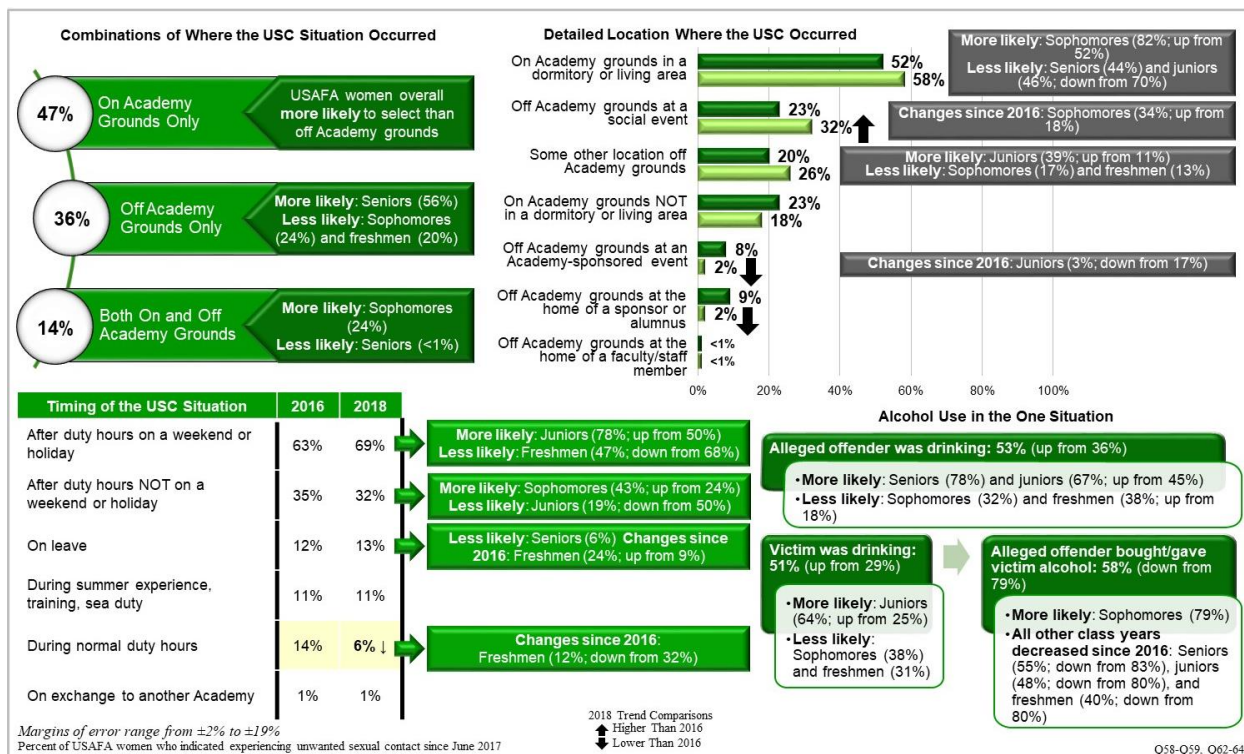 Combinations of Where the USC Situation Occurred
47%
On Academy
Grounds Only
USAFA women overall
more likely to select than
off Academy grounds
36%
Off Academy
Grounds Only
More likely: Seniors (56%)
Less likely: Sophomores
(24%) and freshmen (20%)
14%
Both On and Off
Academy Grounds
More likely: Sophomores
(24%)
Less likely: Seniors (<1%)
Detailed Location Where the USC Occurred
On Academy grounds in a
dormitory or living area
52%
58%
More likely: Sophomores (82%; up from
52%)
Less likely: Seniors (44%) and juniors
(46%; down from 70%)
Off Academy grounds at a
social event
23%
32%
Changes since 2016: Sophomores (34%; up from
18%)
Some other location off
Academy grounds
20%
26%
More likely: Juniors (39%; up from 11%)
Less likely: Sophomores (17%) and freshmen (13%)
On Academy grounds NOT
in a dormitory or living area
23%
18%
Off Academy grounds at an
Academy-sponsored event
8%
2%
Changes since 2016: Juniors (3%; down from 17%)
Off Academy grounds at the
home of a sponsor or
alumnus
9%
2%
Off Academy grounds at the
home of a faculty/staff
member
<1%
<1%
0% 20% 40% 60% 80% 100%
Timing of the USC Situation 2016 2018
After duty hours on a weekend or
holiday
63% 69%
More likely: Juniors (78%; up from 50%)
Less likely: Freshmen (47%; down from 68%)
After duty hours NOT on a
weekend or holiday
35% 32%
More likely: Sophomores (43%; up from 24%)
Less likely: Juniors (19%; down from 50%)
On leave 12% 13%
Less likely: Seniors (6%) Changes since
2016: Freshmen (24%; up from 9%)
During summer experience,
training, sea duty
11% 11%
During normal duty hours 14% 6% ↓
Changes since 2016:
Freshmen (12%; down from 32%)
On exchange to another Academy 1% 1%
Alcohol Use in the One Situation
Alleged offender was drinking: 53% (up from 36%)
•More likely: Seniors (78%) and juniors (67%; up from 45%)
•Less likely: Sophomores (32%) and freshmen (38%; up from
18%)
Victim was drinking:
51% (up from 29%)
•More likely: Juniors
(64%; up from 25%)
•Less likely:
Sophomores (38%)
and freshmen (31%)
Alleged offender bought/gave
victim alcohol: 58% (down from
79%)
•More likely: Sophomores (79%)
•All other class years
decreased since 2016: Seniors
(55%; down from 83%), juniors
(48%; down from 80%), and
freshmen (40%; down from
80%)
Margins of error range from ±2% to ±19%
Percent of USAFA women who indicated experiencing unwanted sexual contact since June 2017
2018 Trend Comparisons
Higher Than 2016
Lower Than 2016
Q58-Q59, Q62-64